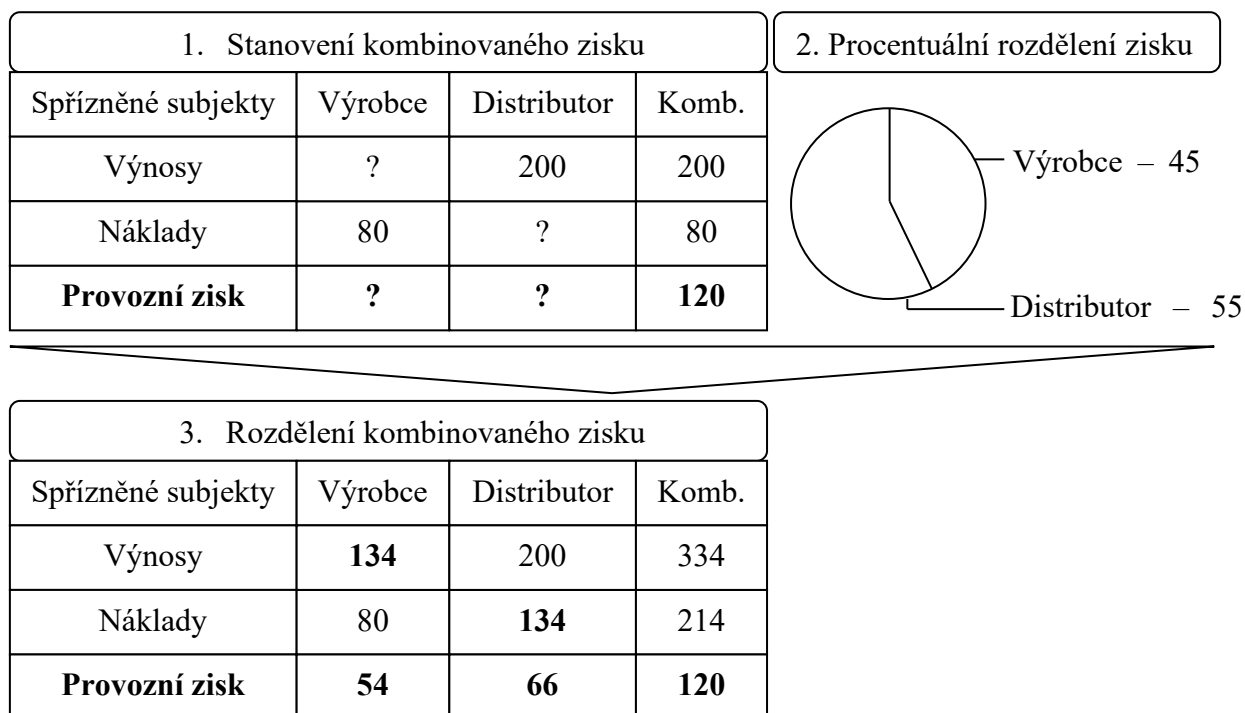 1. Stanovení kombinovaného zisku
2. Procentuální rozdělení zisku
Spřízněné subjekty Výrobce Distributor Komb.
Výnosy ? 200 200
Náklady 80 ? 80
Provozní zisk ? ? 120
Výrobce – 45
Distributor – 55
3. Rozdělení kombinovaného zisku
Spřízněné subjekty Výrobce Distributor Komb.
Výnosy 134 200 334
Náklady 80 134 214
Provozní zisk 54 66 120